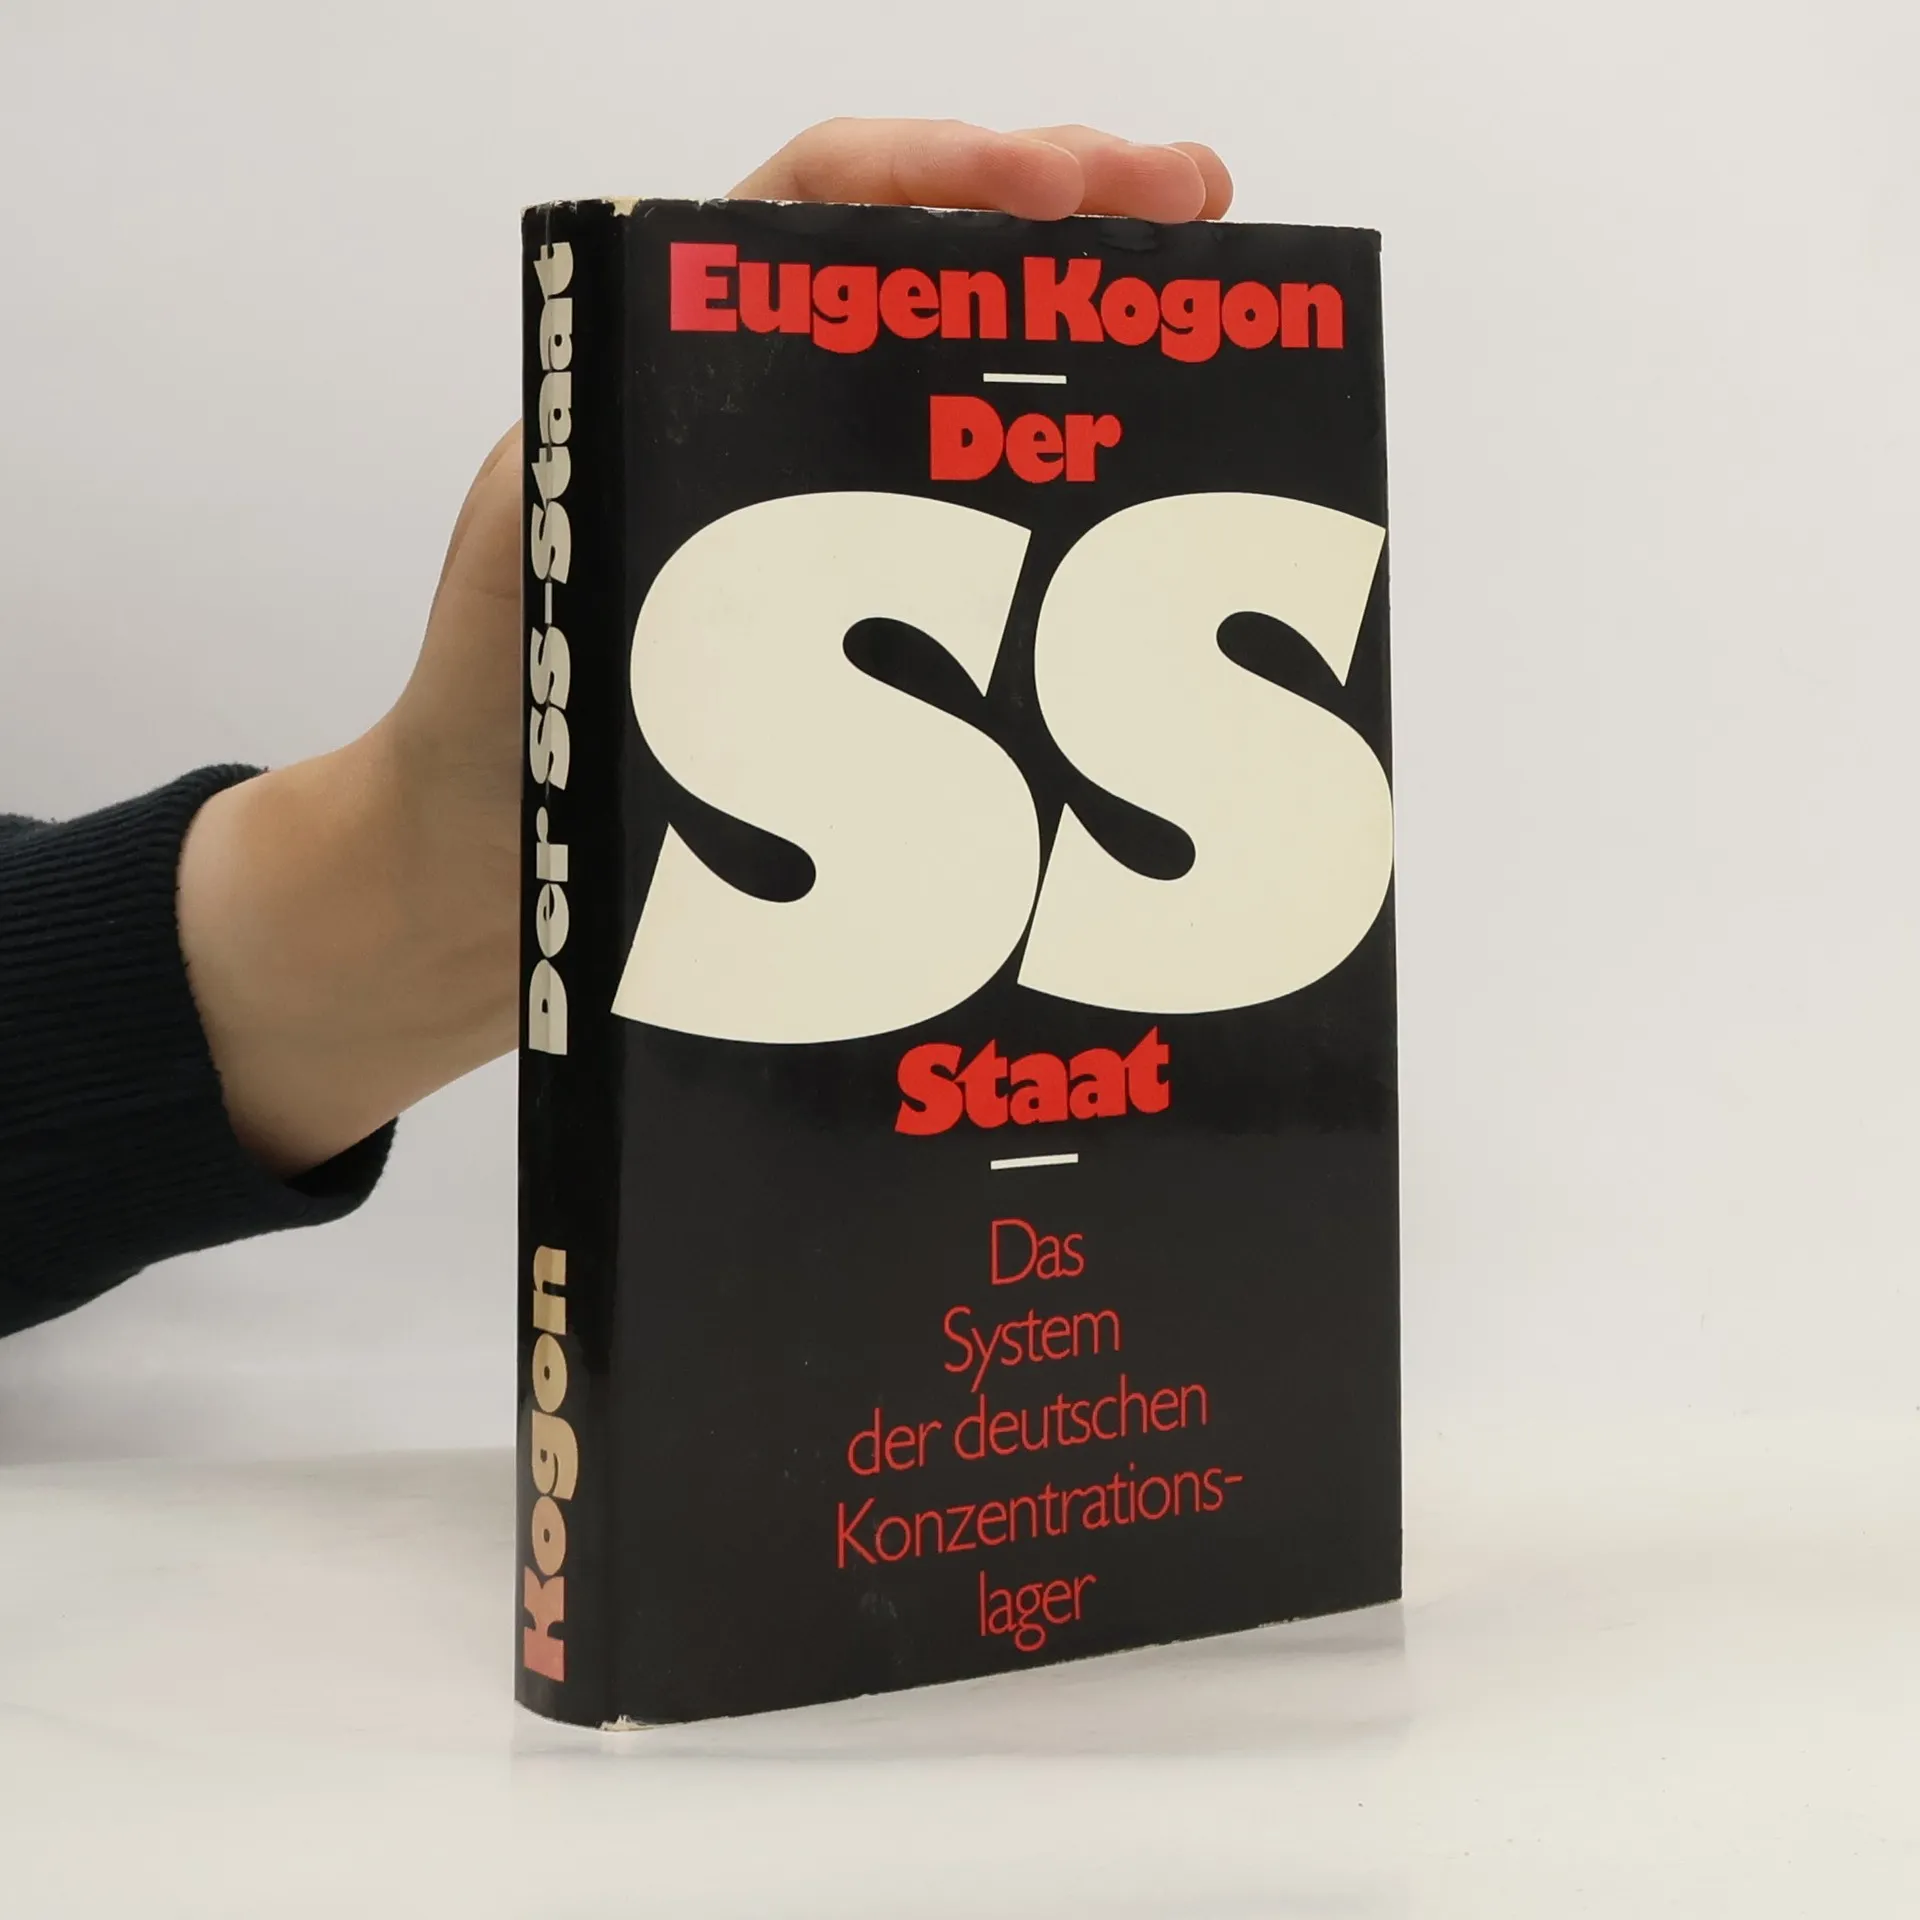 Eugen Kogon
Der
SS
Staat
Das
System
der deutschen
Konzentrations-
lager
Kogon Der SS-Staat